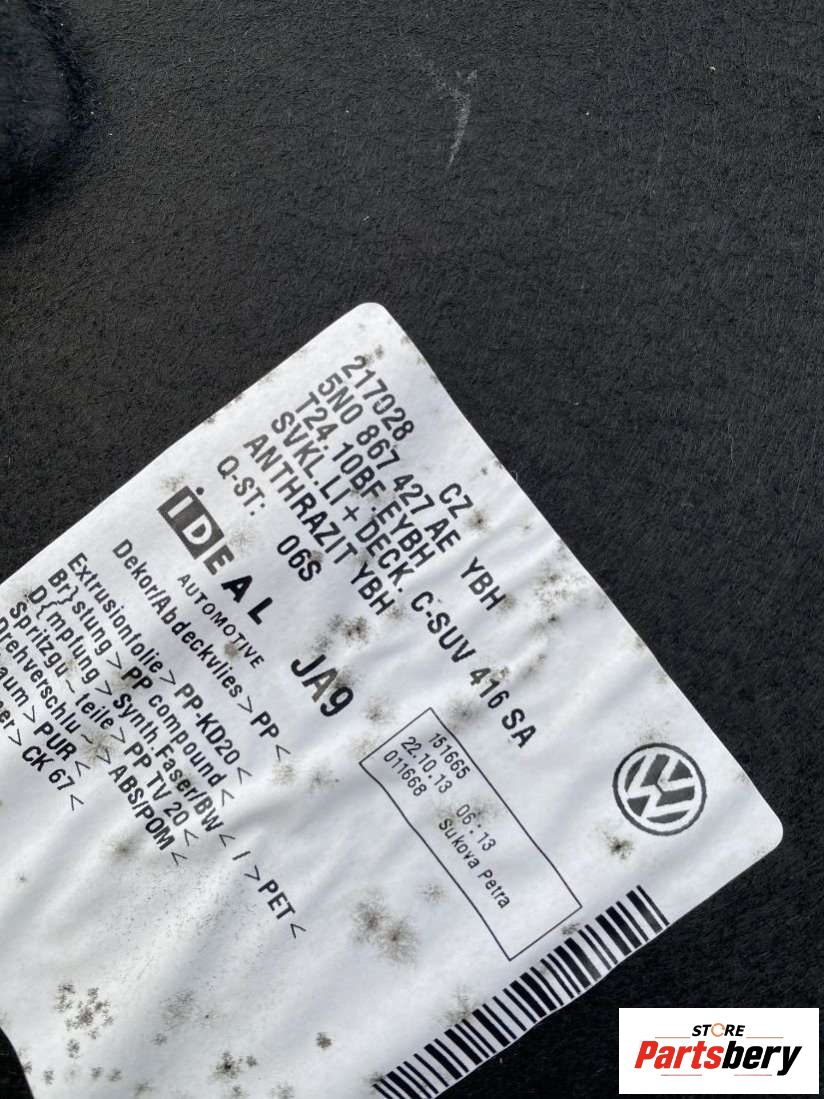 217028 CZ
5N0 867 427 AE YBH
T24.10BF-EYBH
SVKL.LI+DECK. C-SUV 416 SA
ANTHRAZIT YBH
Q-ST: 06S
iDEAL
AUTOMOTIVE
JA9
Dekor/Abdeckvlies>PP<
Extrusionfolie>PP-KD20<
Br}stung>PP compound<
D{mpfung>Synth.Faser/BW</>PET<
Spritzgu~teile>PP TV 20<
Drehverschlu~>ABS/POM<
>PUR<
>CK 67<
151665
22.10.13 06:13
011668 Sukova Petra
VW
STORE
Partsbery